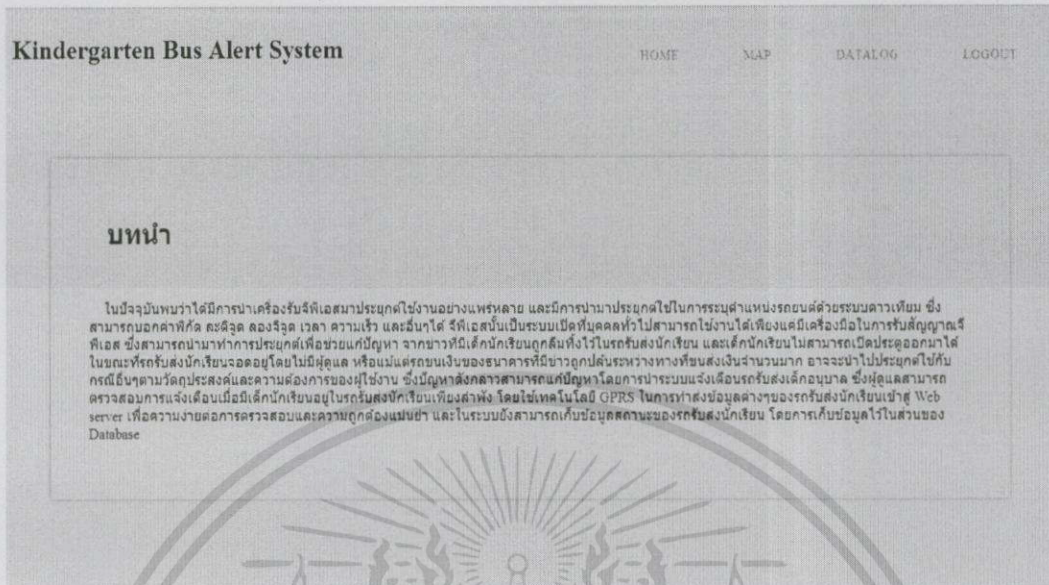 Kindergarten Bus Alert System
HOME MAP DATALOG LOGOUT
บทนำ
ในปัจจุบันพบว่าได้มีการนำเครื่องรับจีพีเอสมาประยุกต์ใช้งานอย่างแพร่หลาย และมีการนำมาประยุกต์ใช้ในการระบุตำแหน่งรถยนต์ด้วยระบบดาวเทียม ซึ่ง
สามารถบอกค่าพิกัด ละติจูด ลองจิจูด เวลา ความเร็ว และอื่นๆได้ จีพีเอสนั้นเป็นระบบเปิดที่บุคคลทั่วไปสามารถใช้งานได้เพียงแค่มีเครื่องมือในการรับสัญญาณจี
พีเอส ซึ่งสามารถนำมาทำการประยุกต์เพื่อช่วยแก้ปัญหา จากข่าวที่มีเด็กนักเรียนถูกลืมทิ้งไว้ในรถรับส่งนักเรียน และเด็กนักเรียนไม่สามารถเปิดประตูออกมาได้
ในขณะที่รถรับส่งนักเรียนจอดอยู่โดยไม่มีผู้ดูแล หรือแม้แต่รถขนเงินของธนาคารที่มีข่าวถูกปล้นระหว่างทางที่ขนส่งเงินจำนวนมาก อาจจะนำไปประยุกต์ใช้กับ
กรณีอื่นๆตามวัตถุประสงค์และความต้องการของผู้ใช้งาน ซึ่งปัญหาดังกล่าวสามารถแก้ปัญหาโดยการนำระบบแจ้งเตือนรถรับส่งเด็กอนุบาล ซึ่งผู้ดูแลสามารถ
ตรวจสอบการแจ้งเตือนเมื่อมีเด็กนักเรียนอยู่ในรถรับส่งนักเรียนเพียงลำพัง โดยใช้เทคโนโลยี GPRS ในการทำส่งข้อมูลต่างๆของรถรับส่งนักเรียนเข้าสู่ Web
server เพื่อความง่ายต่อการตรวจสอบและความถูกต้องแม่นยำ และในระบบยังสามารถเก็บข้อมูลสถานะของรถรับส่งนักเรียน โดยการเก็บข้อมูลไว้ในส่วนของ
Database